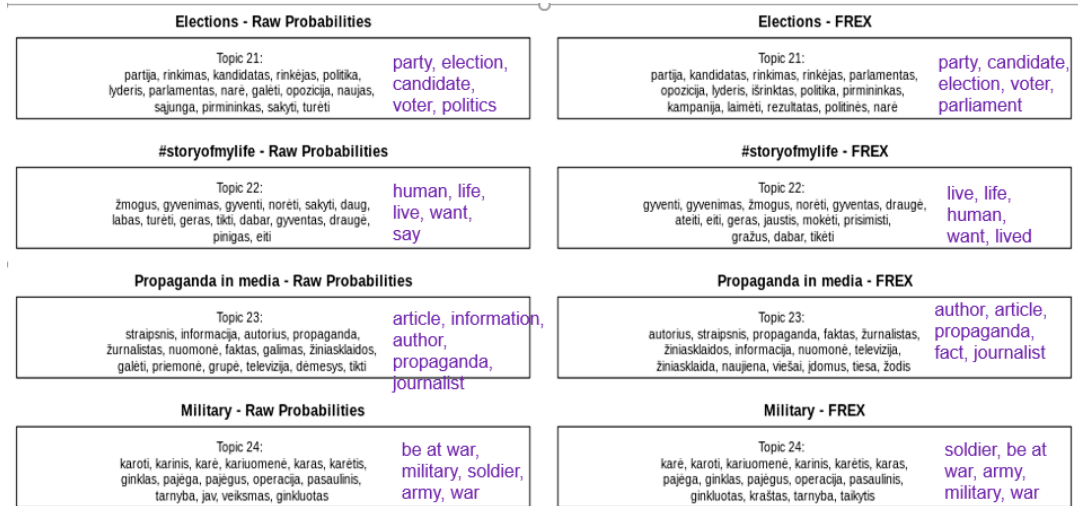 Elections - Raw Probabilities
Topic 21:
partija, rinkimas, kandidatas, rinkėjas, politika,
lyderis, parlamentas, narė, galėti, opozicija, naujas,
sąjunga, pirmininkas, sakyti, turėti
party, election,
candidate,
voter, politics
Elections - FREX
Topic 21:
partija, kandidatas, rinkimas, rinkėjas, parlamentas,
opozicija, lyderis, išrinktas, politika, pirmininkas,
kampanija, laimėti, rezultatas, politinės, narė
party, candidate,
election, voter,
parliament
#storyofmylife - Raw Probabilities
Topic 22:
žmogus, gyvenimas, gyventi, norėti, sakyti, daug,
labas, turėti, geras, tikti, dabar, gyventas, draugė,
pinigas, eiti
human, life,
live, want,
say
#storyofmylife - FREX
Topic 22:
gyventi, gyvenimas, žmogus, norėti, gyventas, draugė,
ateiti, eiti, geras, jaustis, mokėti, prisimisti,
gražus, dabar, tikėti
live, life,
human,
want, lived
Propaganda in media - Raw Probabilities
Topic 23:
straipsnis, informacija, autorius, propaganda,
žurnalistas, nuomonė, faktas, galimas, žiniasklaidos,
galėti, priemonė, grupė, televizija, dėmesys, tikti
article, information,
author,
propaganda,
journalist
Propaganda in media - FREX
Topic 23:
autorius, straipsnis, propaganda, faktas, žurnalistas,
žiniasklaidos, informacija, nuomonė, televizija,
žiniasklaida, naujiena, viešai, įdomus, tiesa, žodis
author, article,
propaganda,
fact, journalist
Military - Raw Probabilities
Topic 24:
karoti, karinis, karė, kariuomenė, karas, karėtis,
ginklas, pajėga, pajėgus, operacija, pasaulinis,
tarnyba, jav, veiksmas, ginkluotas
be at war,
military, soldier,
army, war
Military - FREX
Topic 24:
karė, karoti, kariuomenė, karinis, karėtis, karas,
pajėga, ginklas, pajėgus, operacija, pasaulinis,
ginkluotas, kraštas, tarnyba, taikytis
soldier, be at
war, army,
military, war